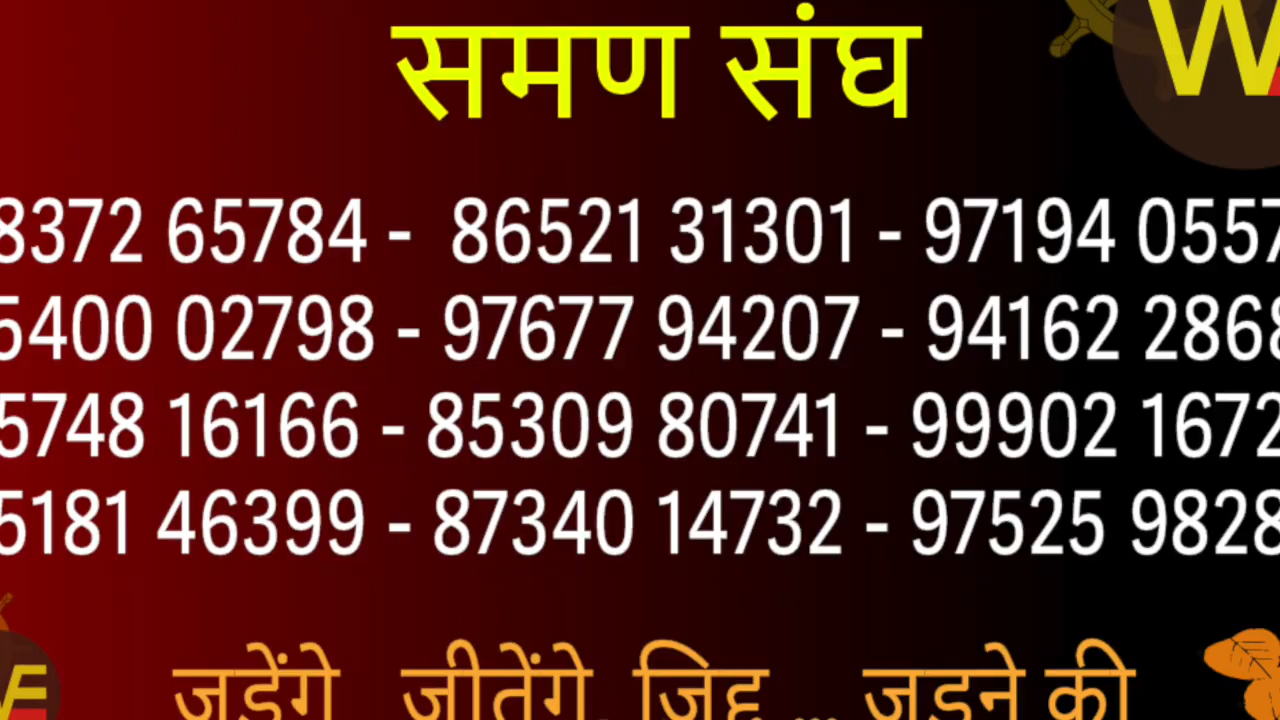 समण संघ
W
8372 65784 - 86521 31301 - 97194 0557
5400 02798 - 97677 94207 - 94162 2868
5748 16166 - 85309 80741 - 99902 1672
5181 46399 - 87340 14732 - 97525 9828
जीतेंगे, ... की